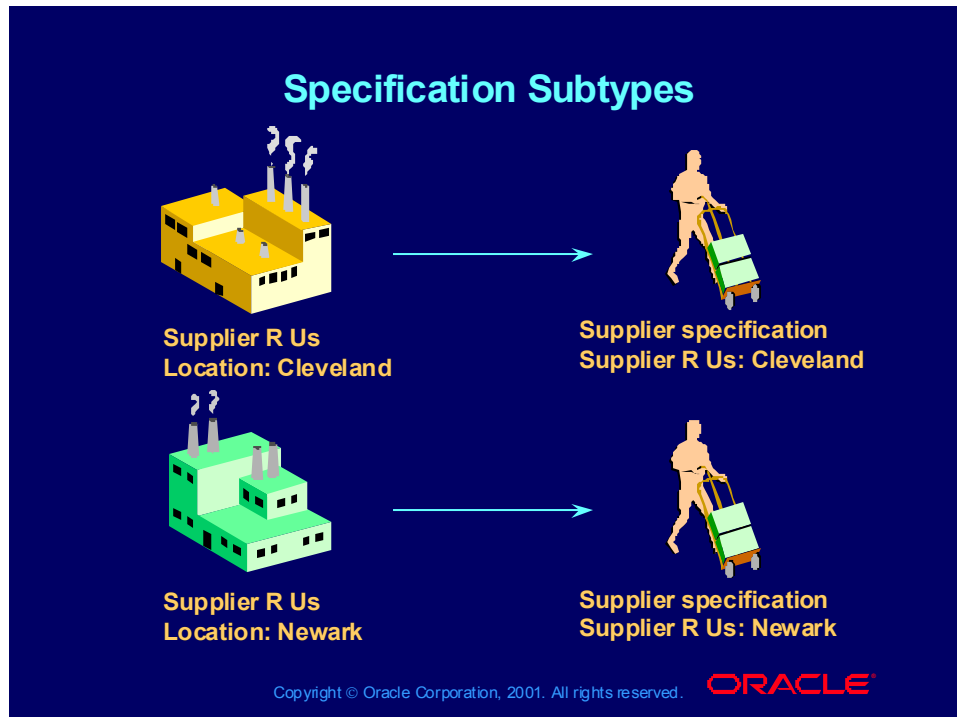 Specification Subtypes
Supplier R Us
Location: Cleveland
Supplier specification
Supplier R Us: Cleveland
Supplier R Us
Location: Newark
Supplier specification
Supplier R Us: Newark
Copyright © Oracle Corporation, 2001. All rights reserved.
ORACLE®